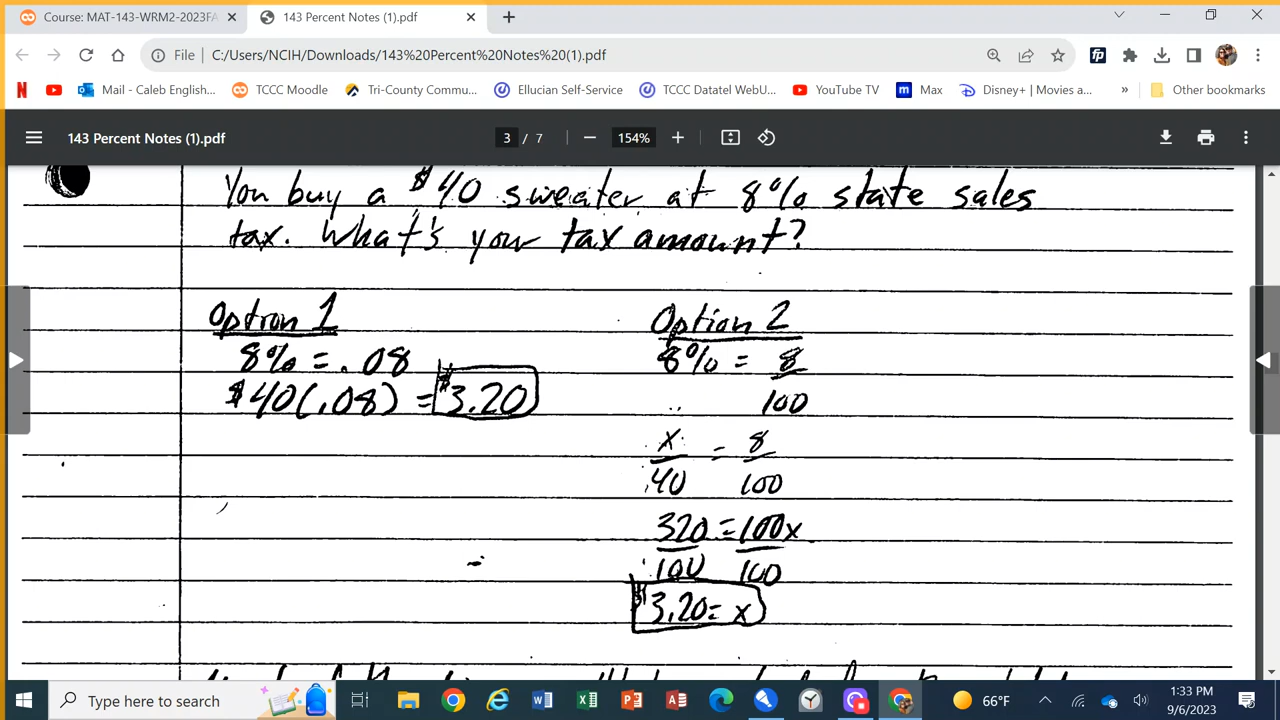 Course: MAT-143-WRM2-2023FA
143 Percent Notes (1).pdf
File C:/Users/NCIH/Downloads/143%20Percent%20Notes%20(1).pdf
Mail - Caleb English...
TCCC Moodle
Tri-County Commu...
Ellucian Self-Service
TCCC Datatel WebU...
YouTube TV
Max
Disney+ | Movies a...
»
Other bookmarks
143 Percent Notes (1).pdf
3 / 7
154%
You buy a $40 sweater at 8% state sales
tax. What's your tax amount?
Option 1
8% = .08
$40(.08) = $3.20
Option 2
8% = 8/100
x/40 = 8/100
320/100 = 100x/100
$3.20 = x
Type here to search
66°F
1:33 PM
9/6/2023